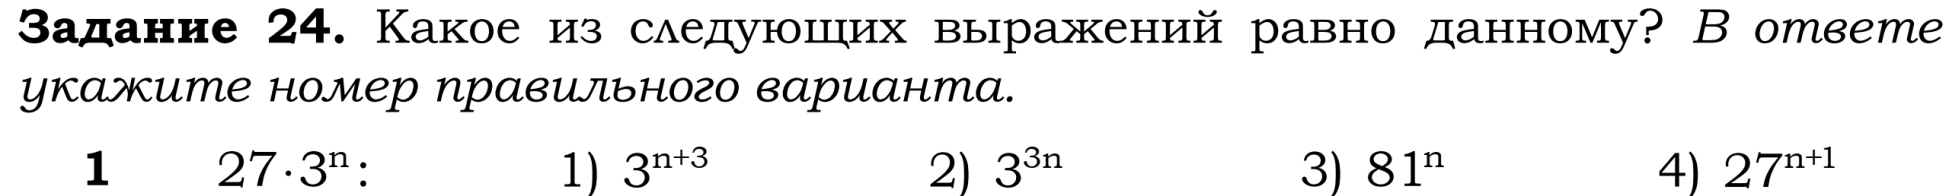 Задание 24. Какое из следующих выражений равно данному? В ответе
укажите номер правильного варианта.
1 27·3ⁿ: 1) 3ⁿ⁺³ 2) 3³ⁿ 3) 81ⁿ 4) 27ⁿ⁺¹